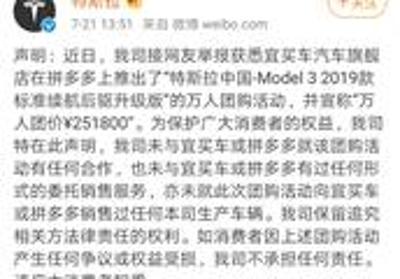 特斯拉
+关注
7-21 13:51 来自 微博 weibo.com
声明：近日，我司接网友举报获悉宜买车汽车旗舰
店在拼多多上推出了“特斯拉中国-Model 3 2019款
标准续航后驱升级版”的万人团购活动，并宣称“万
人团价¥251800”。为保护广大消费者的权益，我司
特在此声明，我司未与宜买车或拼多多就该团购活
动有任何合作，也未与宜买车或拼多多有过任何形
式的委托销售服务，亦未就此次团购活动向宜买车
或拼多多销售过任何本司生产车辆。我司保留追究
相关方法律责任的权利。如消费者因上述团购活动
产生任何争议或权益受损，我司不承担任何责任。